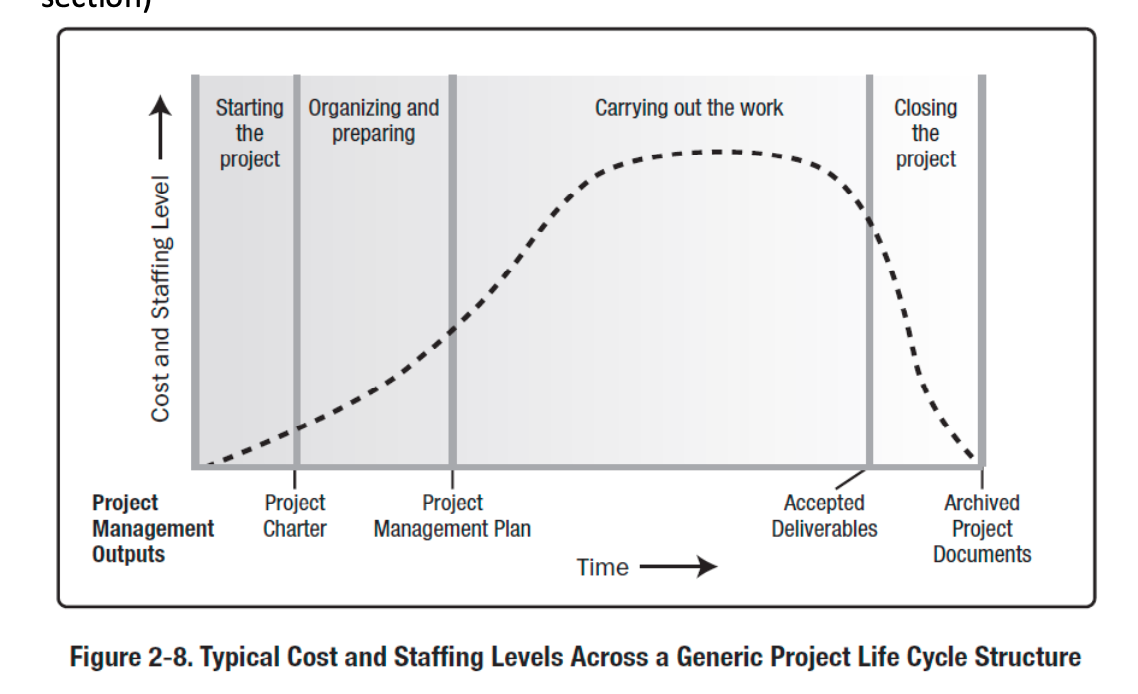 section)
Starting
the
project
Organizing and
preparing
Carrying out the work
Closing
the
project
Cost and Staffing Level
Project
Management
Outputs
Project
Charter
Project
Management Plan
Accepted
Deliverables
Archived
Project
Documents
Time
Figure 2-8. Typical Cost and Staffing Levels Across a Generic Project Life Cycle Structure